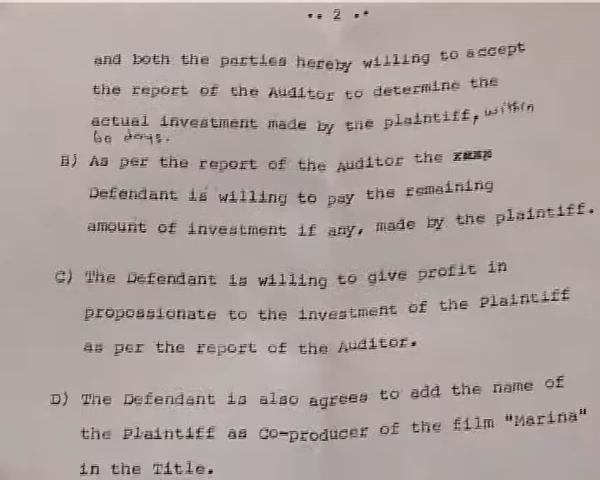 .. 2 ..
and both the parties hereby willing to accept
the report of the Auditor to determine the
actual investment made by the plaintiff, within
60 days.
B) As per the report of the Auditor the
Defendant is willing to pay the remaining
amount of investment if any, made by the plaintiff.
C) The Defendant is willing to give profit in
propossionate to the investment of the Plaintiff
as per the report of the Auditor.
D) The Defendant is also agrees to add the name of
the Plaintiff as Co-producer of the film "Marina"
in the Title.